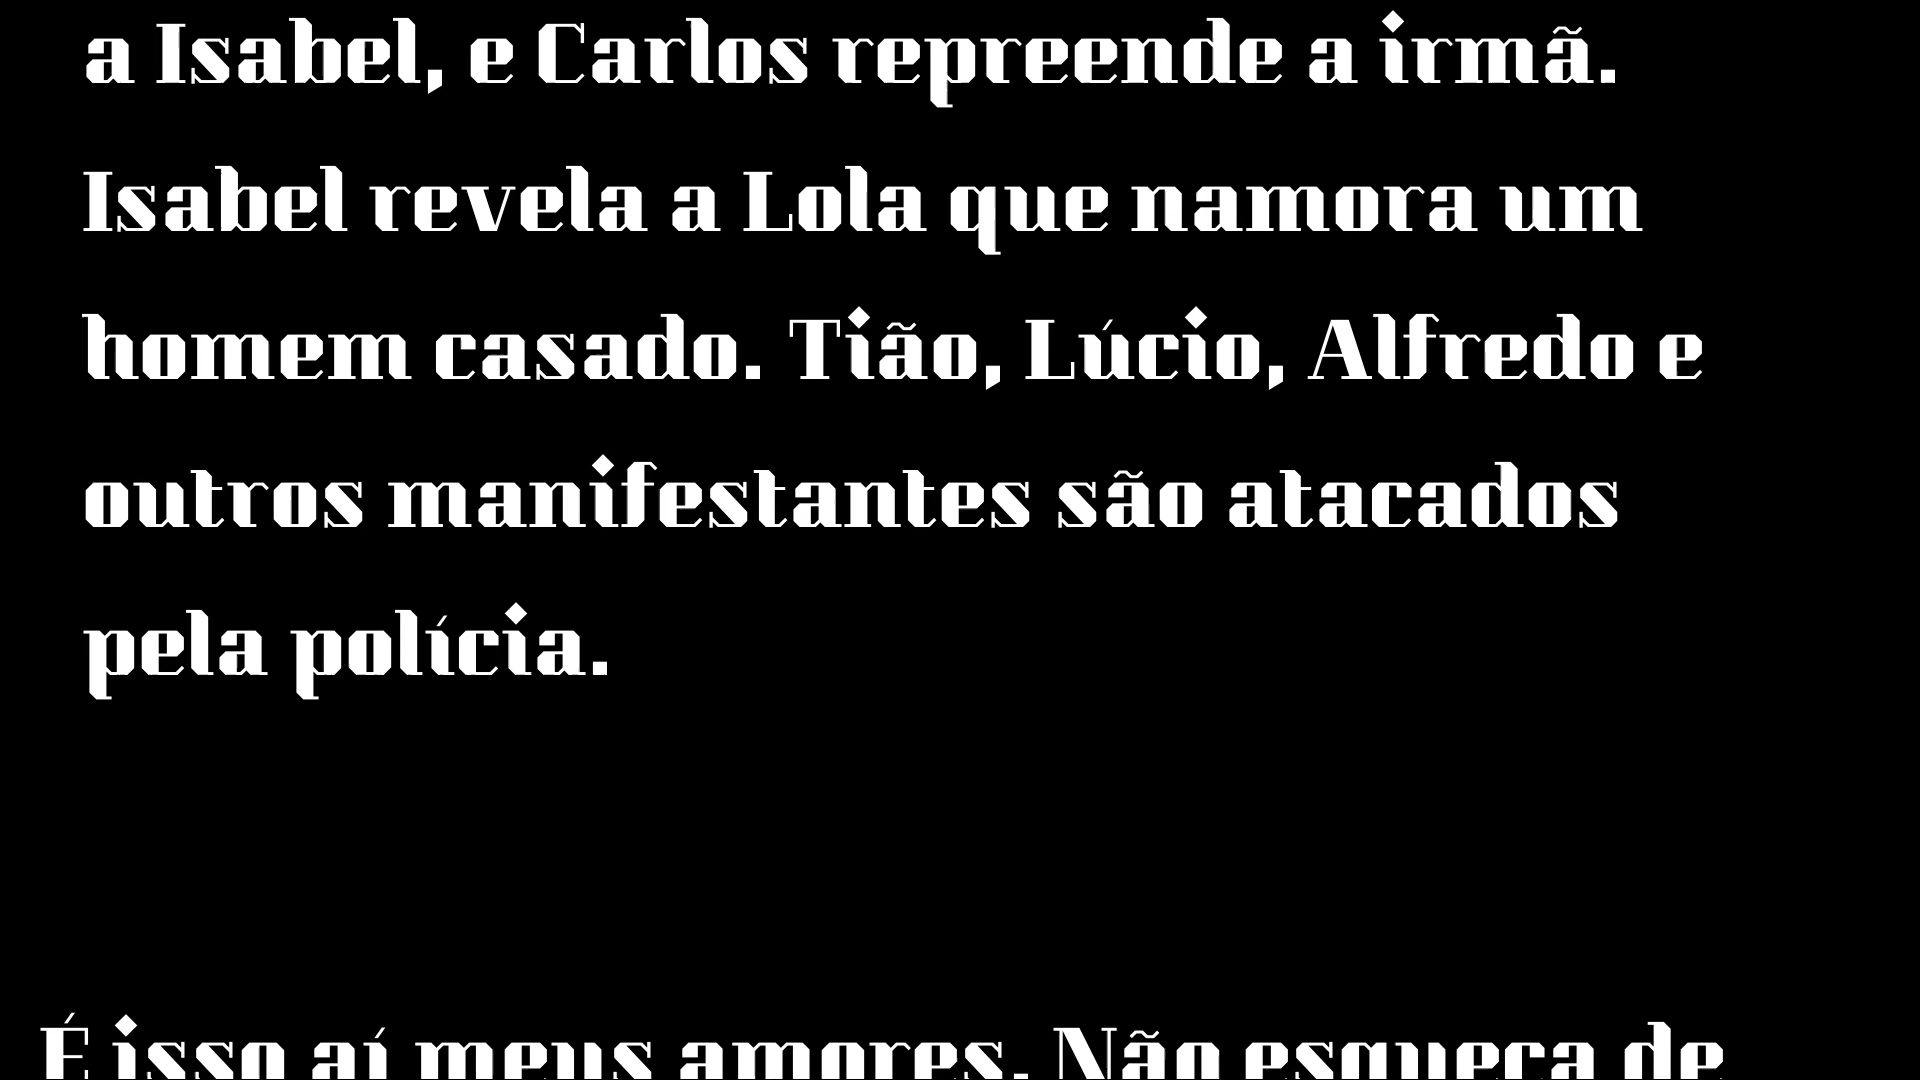 a Isabel, e Carlos repreende a irmã.
Isabel revela a Lola que namora um
homem casado. Tião, Lúcio, Alfredo e
outros manifestantes são atacados
pela polícia.
É isso aí meus amores. Não esqueça de